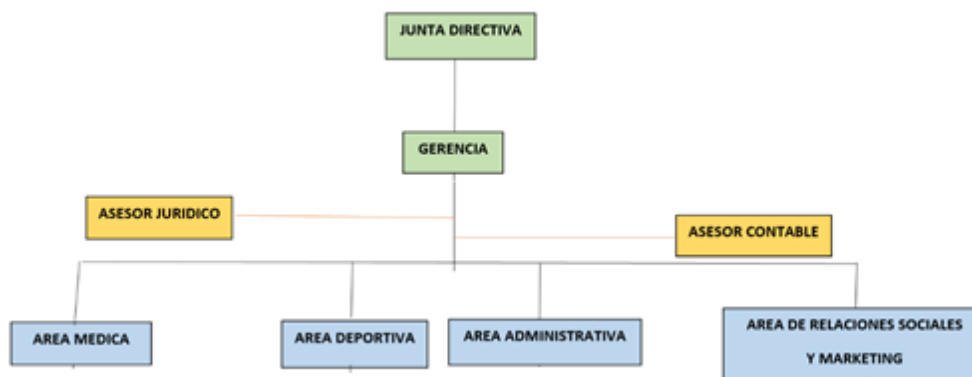 JUNTA DIRECTIVA
GERENCIA
ASESOR JURIDICO
ASESOR CONTABLE
AREA MEDICA
AREA DEPORTIVA
AREA ADMINISTRATIVA
AREA DE RELACIONES SOCIALES
Y MARKETING